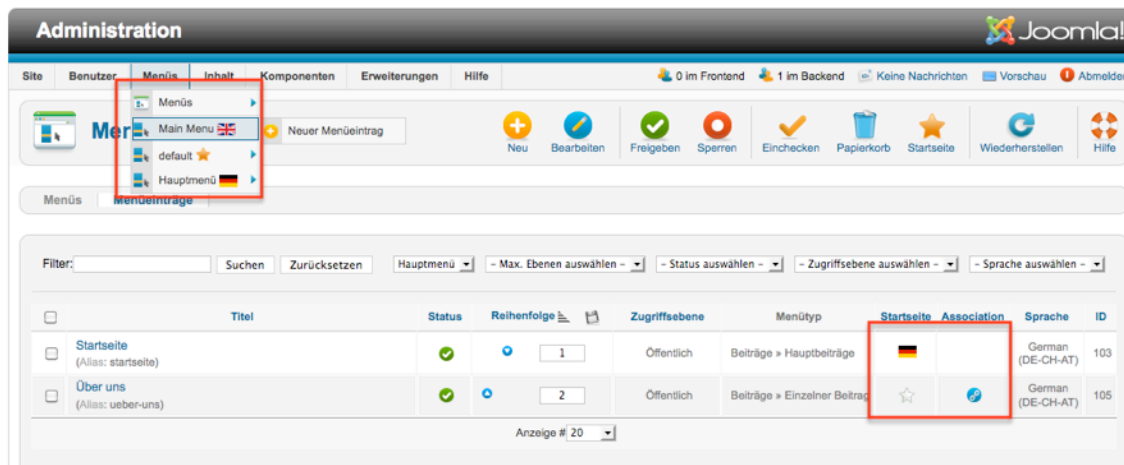 Administration
Joomla!
Site Benutzer Menüs Inhalt Komponenten Erweiterungen Hilfe 0 im Frontend 1 im Backend Keine Nachrichten Vorschau Abmelden
Menüs
Main Menu
default
Hauptmenü
Neuer Menüeintrag
Neu Bearbeiten Freigeben Sperren Einchecken Papierkorb Startseite Wiederherstellen Hilfe
Menüs Menüeinträge
Filter: Suchen Zurücksetzen Hauptmenü - Max. Ebenen auswählen - - Status auswählen - - Zugriffsebene auswählen - - Sprache auswählen -
Titel Status Reihenfolge Zugriffsebene Menütyp Startseite Association Sprache ID
Startseite
(Alias: startseite)
1 Öffentlich Beiträge » Hauptbeiträge German
(DE-CH-AT) 103
Über uns
(Alias: ueber-uns)
2 Öffentlich Beiträge » Einzelner Beitrag German
(DE-CH-AT) 105
Anzeige # 20